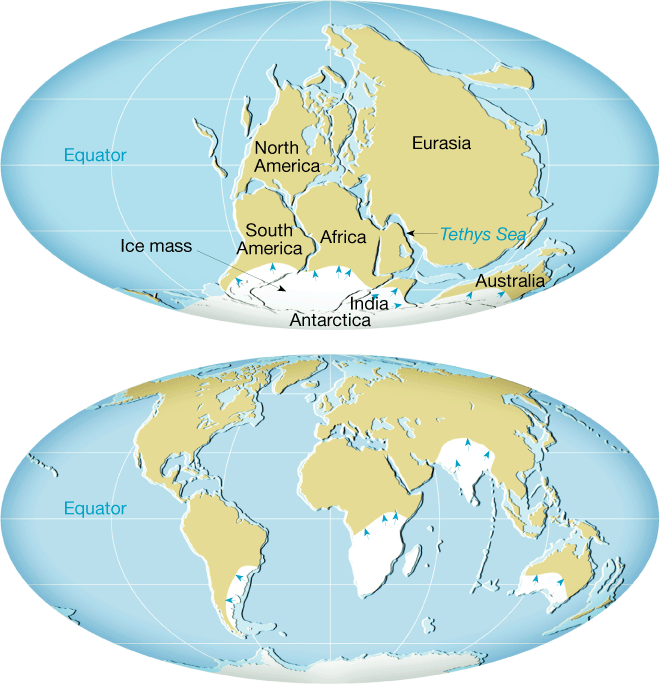 North
America
Eurasia
Equator
South
America
Africa
Tethys Sea
Ice mass
Australia
India
Antarctica
Equator